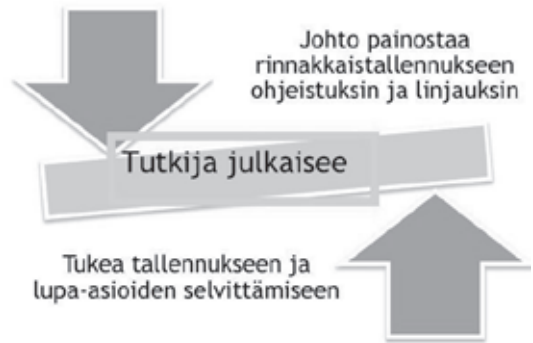 Johto painostaa
rinnakkaistallennukseen
ohjeistuksin ja linjauksin
Tutkija julkaisee
Tukea tallennukseen ja
lupa-asioiden selvittämiseen